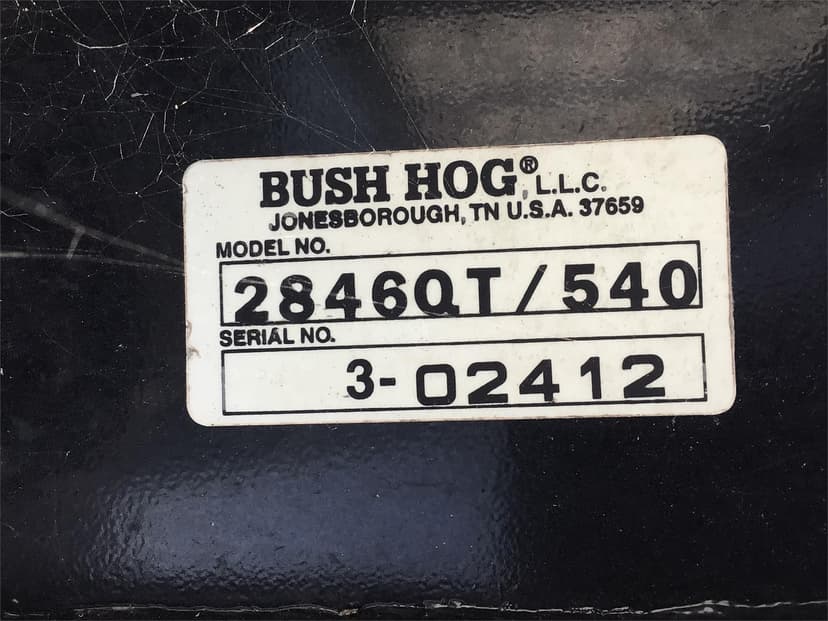 BUSH HOG®, L.L.C.
JONESBOROUGH, TN U.S.A. 37659
MODEL NO.
2846QT/540
SERIAL NO.
3-02412